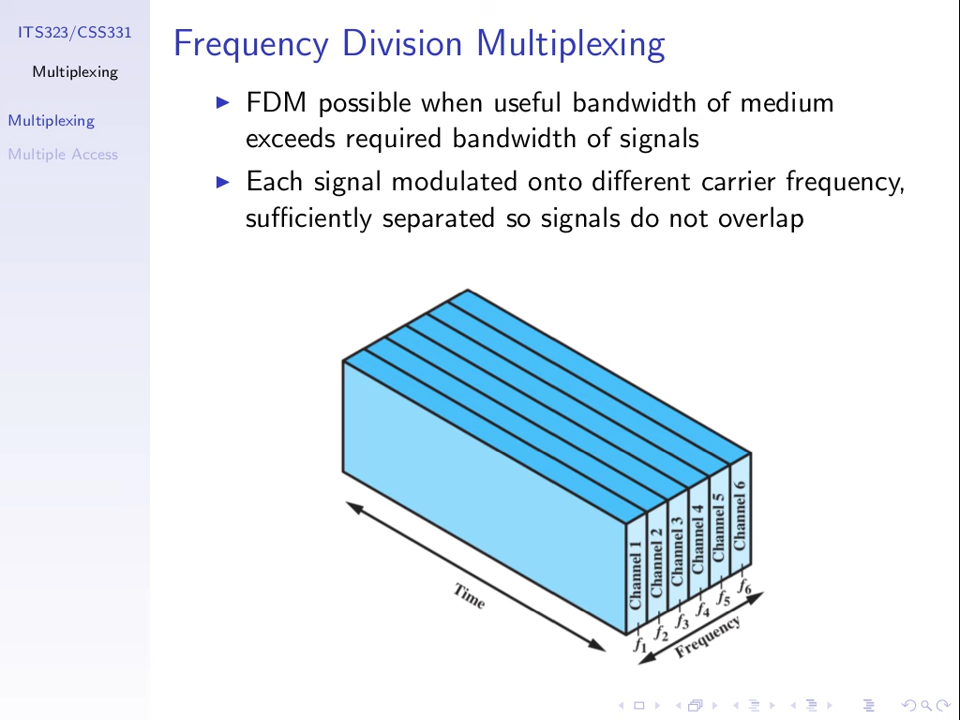 ITS323/CSS331
Multiplexing
Multiplexing
Multiple Access
Frequency Division Multiplexing
FDM possible when useful bandwidth of medium
exceeds required bandwidth of signals
Each signal modulated onto different carrier frequency,
sufficiently separated so signals do not overlap
Channel 1
Channel 2
Channel 3
Channel 4
Channel 5
Channel 6
f1
f2
f3
f4
f5
f6
Time
Frequency